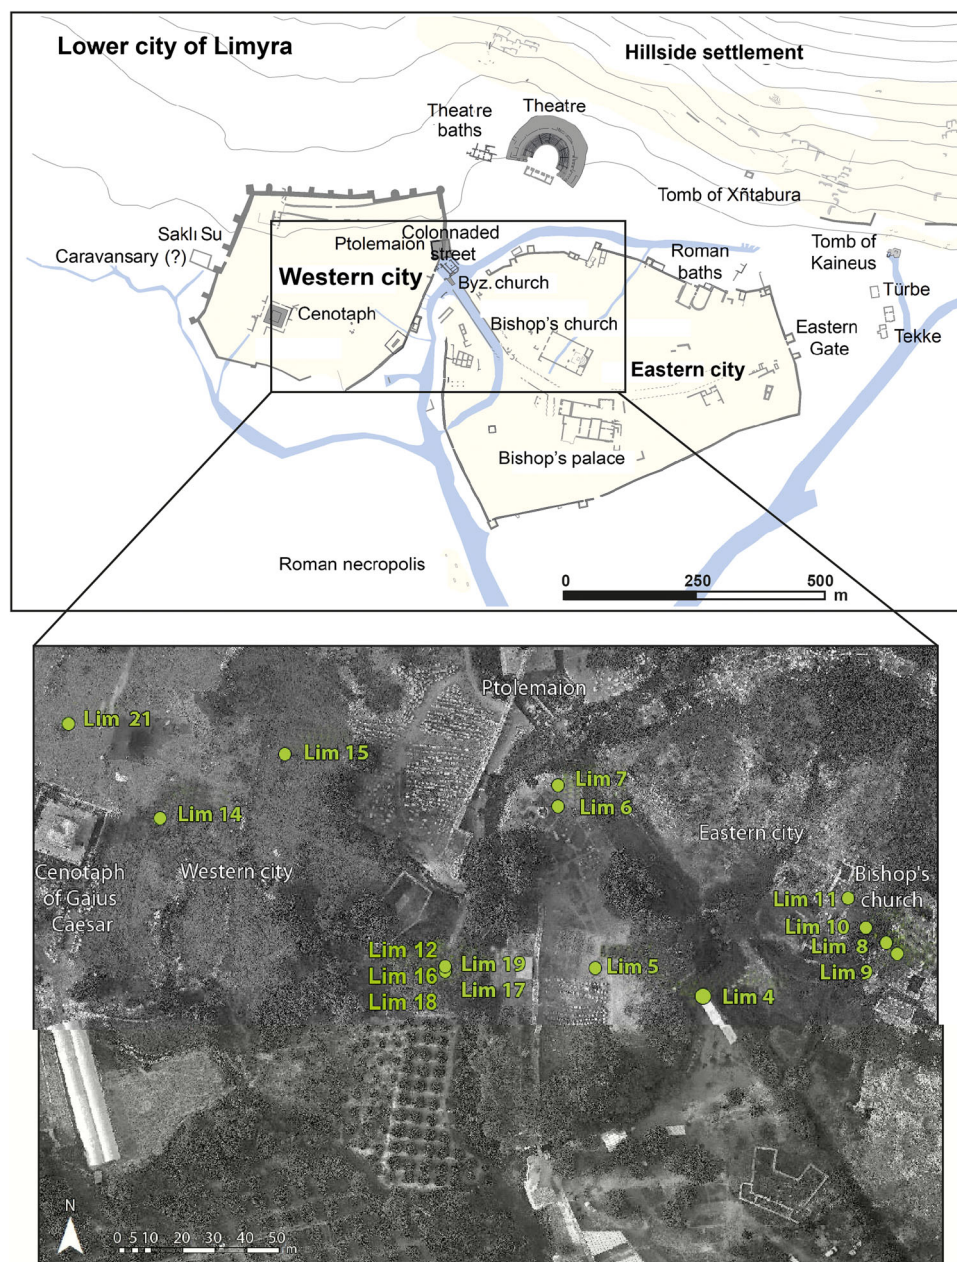 Lower city of Limyra
Hillside settlement
Theatre
baths
Theatre
Tomb of Xñtabura
Saklı Su
Caravansary (?)
Ptolemaion
Colonnaded
street
Roman
baths
Tomb of
Kaineus
Western city
Byz. church
Türbe
Cenotaph
Bishop's church
Eastern
Gate
Tekke
Eastern city
Bishop's palace
Roman necropolis
0 250 500
m
Ptolemaion
Lim 21
Lim 15
Lim 7
Lim 6
Lim 14
Eastern city
Cenotaph
of Gaius
Caesar
Western city
Bishop's
church
Lim 11
Lim 10
Lim 8
Lim 9
Lim 12
Lim 16
Lim 18
Lim 19
Lim 17
Lim 5
Lim 4
N
0 5 10 20 30 40 50
m